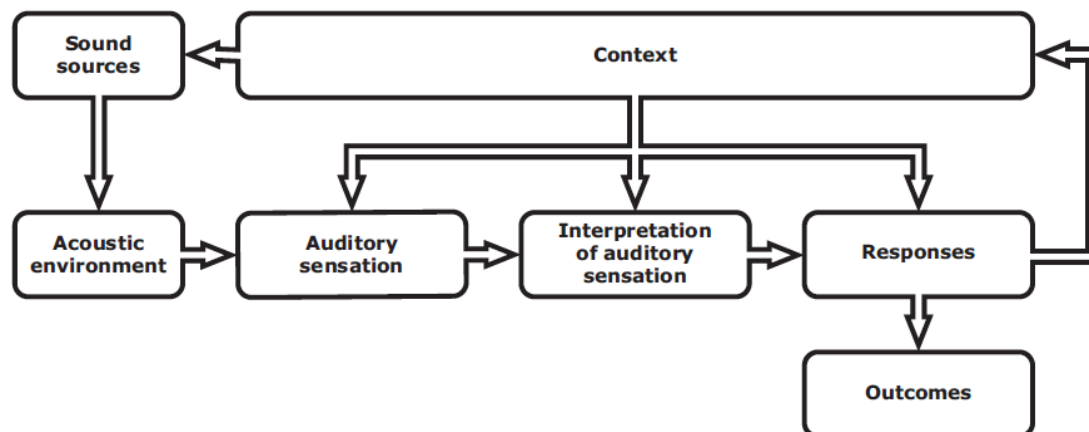 Sound
sources
Context
Acoustic
environment
Auditory
sensation
Interpretation
of auditory
sensation
Responses
Outcomes